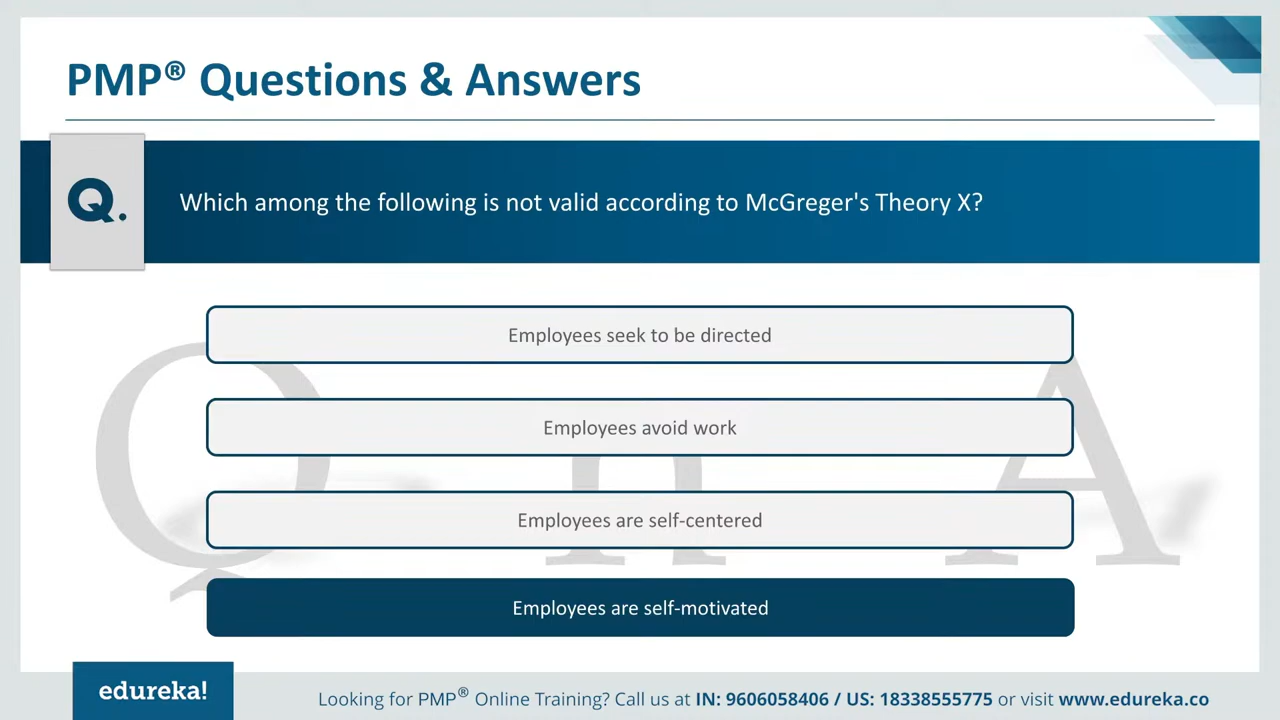 PMP® Questions & Answers
Q.
Which among the following is not valid according to McGreger's Theory X?
Employees seek to be directed
Employees avoid work
Employees are self-centered
Employees are self-motivated
Q n A
edureka!
Looking for PMP® Online Training? Call us at IN: 9606058406 / US: 18338555775 or visit www.edureka.co